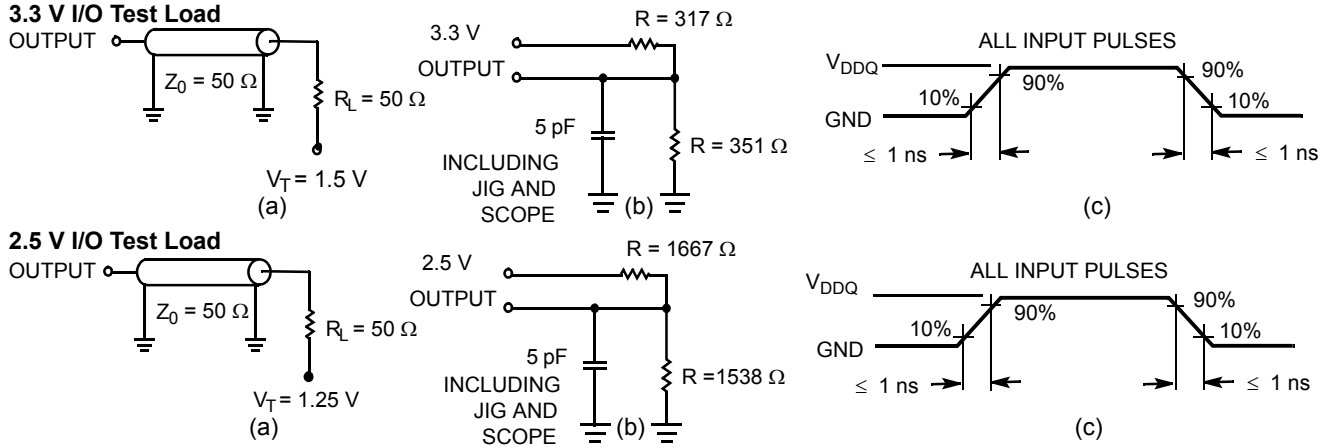 3.3 V I/O Test Load
OUTPUT
Z0 = 50 Ω
RL = 50 Ω
VT = 1.5 V
(a)
R = 317 Ω
3.3 V
OUTPUT
5 pF
R = 351 Ω
INCLUDING
JIG AND
SCOPE
(b)
ALL INPUT PULSES
VDDQ
90%
90%
10%
10%
GND
≤ 1 ns
≤ 1 ns
(c)
2.5 V I/O Test Load
OUTPUT
Z0 = 50 Ω
RL = 50 Ω
VT = 1.25 V
(a)
R = 1667 Ω
2.5 V
OUTPUT
5 pF
R =1538 Ω
INCLUDING
JIG AND
SCOPE
(b)
ALL INPUT PULSES
VDDQ
90%
90%
10%
10%
GND
≤ 1 ns
≤ 1 ns
(c)